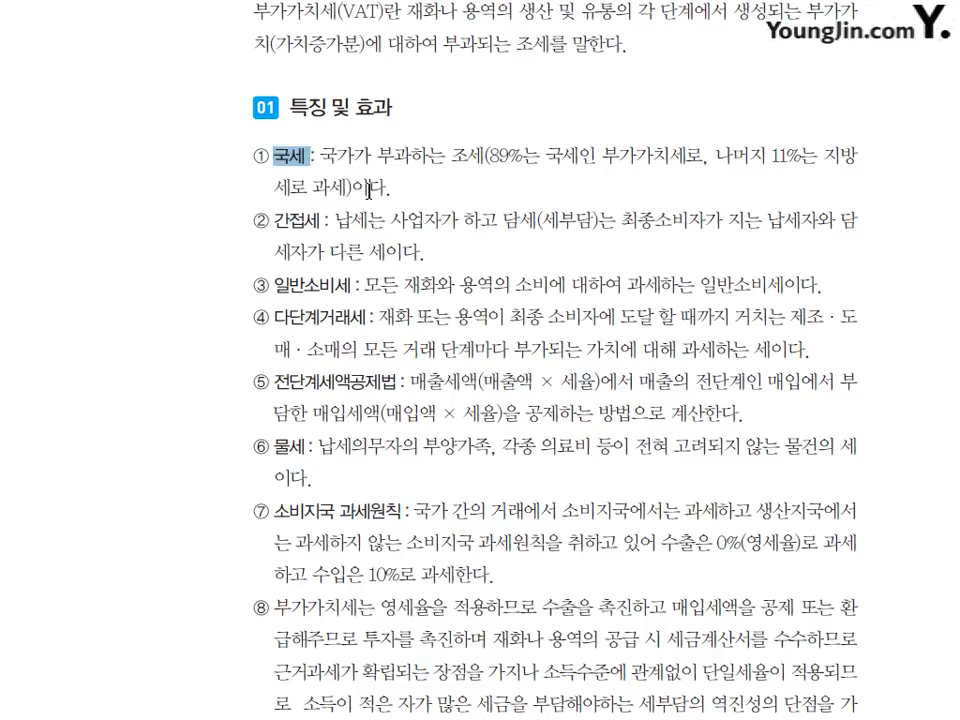 부가가치세(VAT)란 재화나 용역의 생산 및 유통의 각 단계에서 생성되는 부가가
치(가치증가분)에 대하여 부과되는 조세를 말한다.
YoungJin.com Y.
01 특징 및 효과
① 국세 : 국가가 부과하는 조세(89%는 국세인 부가가치세로, 나머지 11%는 지방
세로 과세)이다.
② 간접세 : 납세는 사업자가 하고 담세(세부담)는 최종소비자가 지는 납세자와 담
세자가 다른 세이다.
③ 일반소비세 : 모든 재화와 용역의 소비에 대하여 과세하는 일반소비세이다.
④ 다단계거래세 : 재화 또는 용역이 최종 소비자에 도달 할 때까지 거치는 제조 · 도
매 · 소매의 모든 거래 단계마다 부가되는 가치에 대해 과세하는 세이다.
⑤ 전단계세액공제법 : 매출세액(매출액 × 세율)에서 매출의 전단계인 매입에서 부
담한 매입세액(매입액 × 세율)을 공제하는 방법으로 계산한다.
⑥ 물세 : 납세의무자의 부양가족, 각종 의료비 등이 전혀 고려되지 않는 물건의 세
이다.
⑦ 소비지국 과세원칙 : 국가 간의 거래에서 소비지국에서는 과세하고 생산지국에서
는 과세하지 않는 소비지국 과세원칙을 취하고 있어 수출은 0%(영세율)로 과세
하고 수입은 10%로 과세한다.
⑧ 부가가치세는 영세율을 적용하므로 수출을 촉진하고 매입세액을 공제 또는 환
급해주므로 투자를 촉진하며 재화나 용역의 공급 시 세금계산서를 수수하므로
근거과세가 확립되는 장점을 가지나 소득수준에 관계없이 단일세율이 적용되므
로 소득이 적은 자가 많은 세금을 부담해야하는 세부담의 역진성의 단점을 가